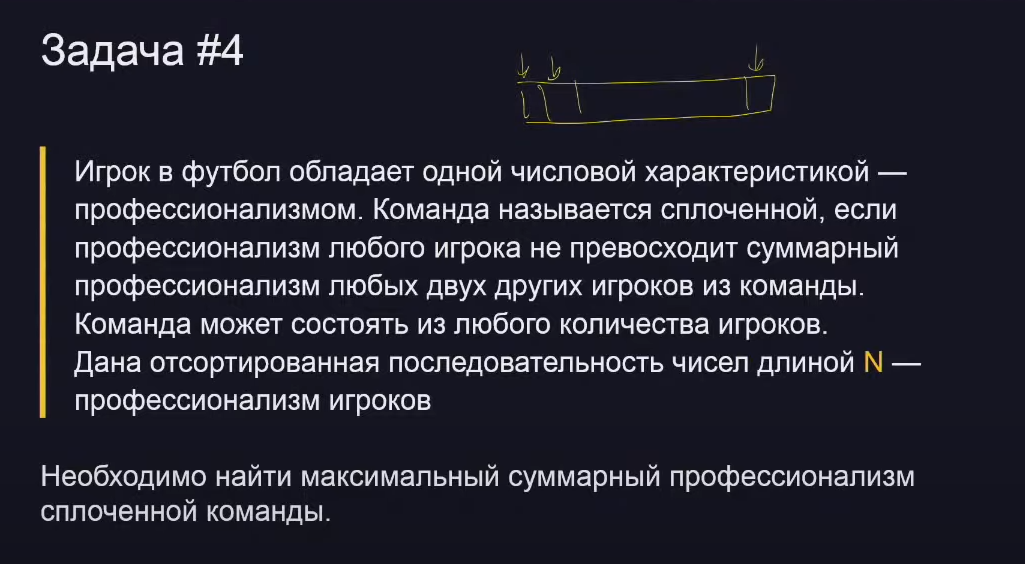 Задача #4
Игрок в футбол обладает одной числовой характеристикой —
профессионализмом. Команда называется сплоченной, если
профессионализм любого игрока не превосходит суммарный
профессионализм любых двух других игроков из команды.
Команда может состоять из любого количества игроков.
Дана отсортированная последовательность чисел длиной N —
профессионализм игроков
Необходимо найти максимальный суммарный профессионализм
сплоченной команды.